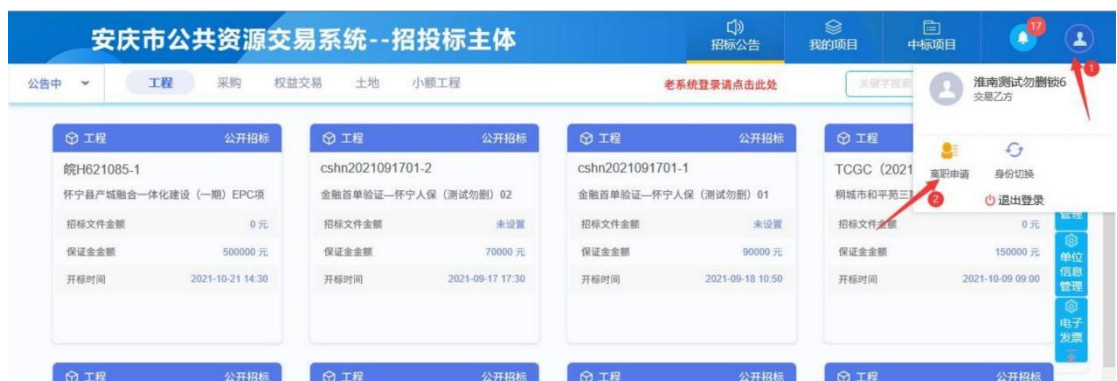 安庆市公共资源交易系统--招投标主体
招标公告
我的项目
中标项目
17
公告中
工程
采购
权益交易
土地
小额工程
老系统登录请点击此处
关键字搜索
1
淮南测试勿删锁6
交易乙方
离职申请
身份切换
2
退出登录
工程 公开招标
皖H621085-1
怀宁县产城融合一体化建设（一期）EPC项
招标文件金额 0 元
保证金金额 500000 元
开标时间 2021-10-21 14:30
工程 公开招标
cshn2021091701-2
金融首单验证—怀宁人保（测试勿删）02
招标文件金额 未设置
保证金金额 70000 元
开标时间 2021-09-17 17:30
工程 公开招标
cshn2021091701-1
金融首单验证—怀宁人保（测试勿删）01
招标文件金额 未设置
保证金金额 90000 元
开标时间 2021-09-18 10:50
工程
TCGC（2021
桐城市和平苑三
招标文件金额 0 元
保证金金额 150000 元
开标时间 2021-10-09 09:00
管理
单位
信息
管理
电子
发票
工程 公开招标
工程 公开招标
工程 公开招标
工程 公开招标